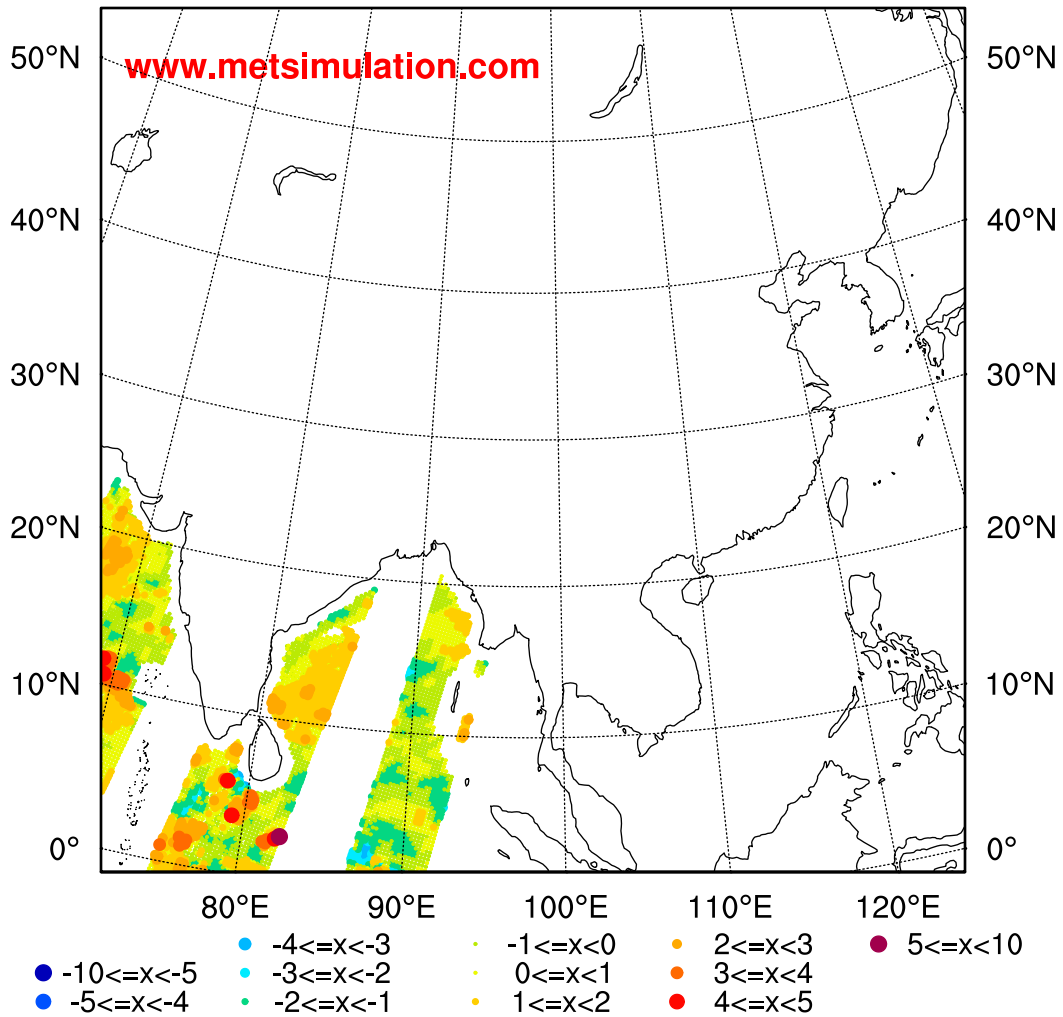 www.metsimulation.com
50°N 50°N
40°N 40°N
30°N 30°N
20°N 20°N
10°N 10°N
0° 0°
80°E 90°E 100°E 110°E 120°E
-4<=x<-3 -1<=x<0 2<=x<3 5<=x<10
-10<=x<-5 -3<=x<-2 0<=x<1 3<=x<4
-5<=x<-4 -2<=x<-1 1<=x<2 4<=x<5